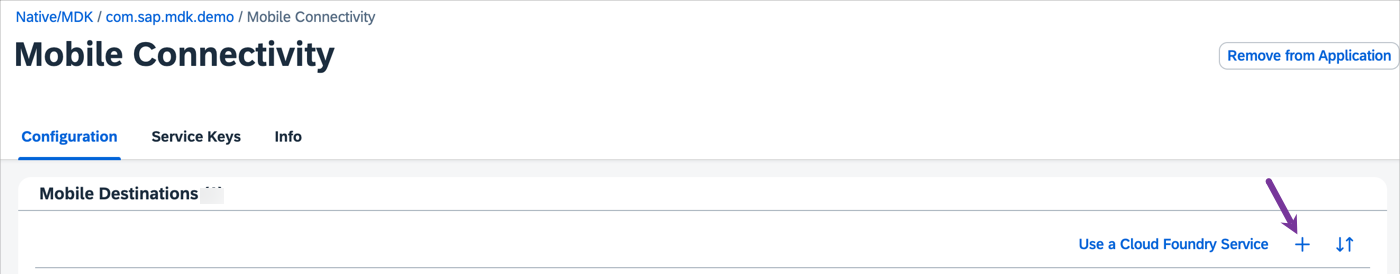 Native/MDK / com.sap.mdk.demo / Mobile Connectivity
Mobile Connectivity
Remove from Application
Configuration Service Keys Info
Mobile Destinations
Use a Cloud Foundry Service